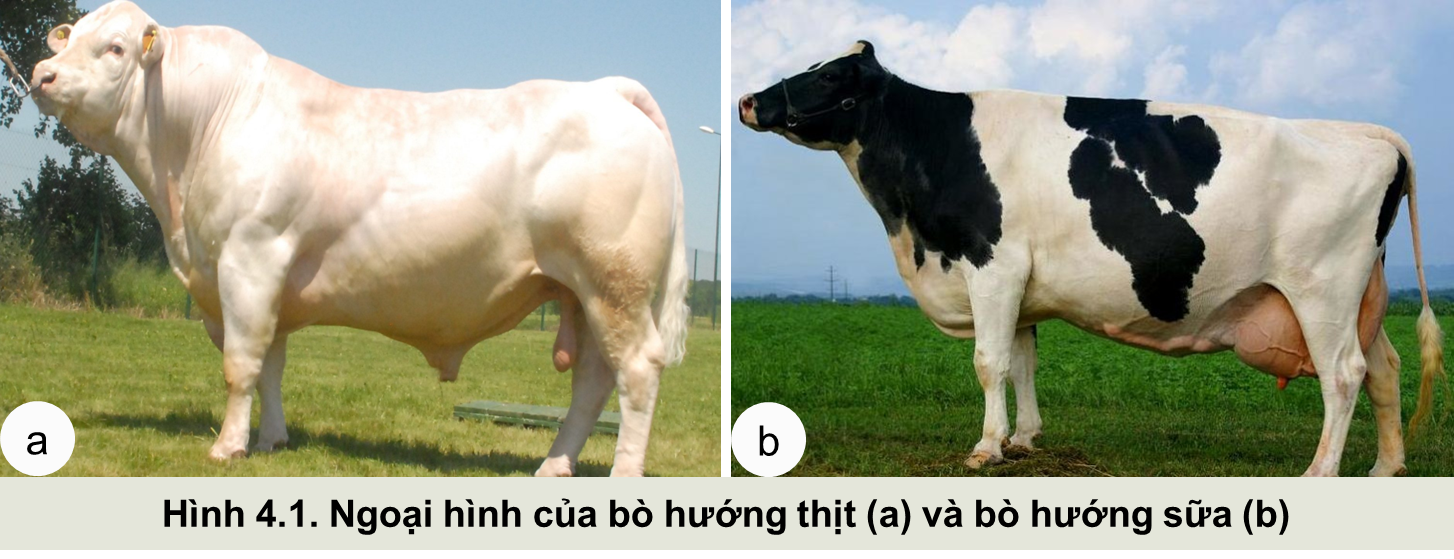 a
b
Hình 4.1. Ngoại hình của bò hướng thịt (a) và bò hướng sữa (b)